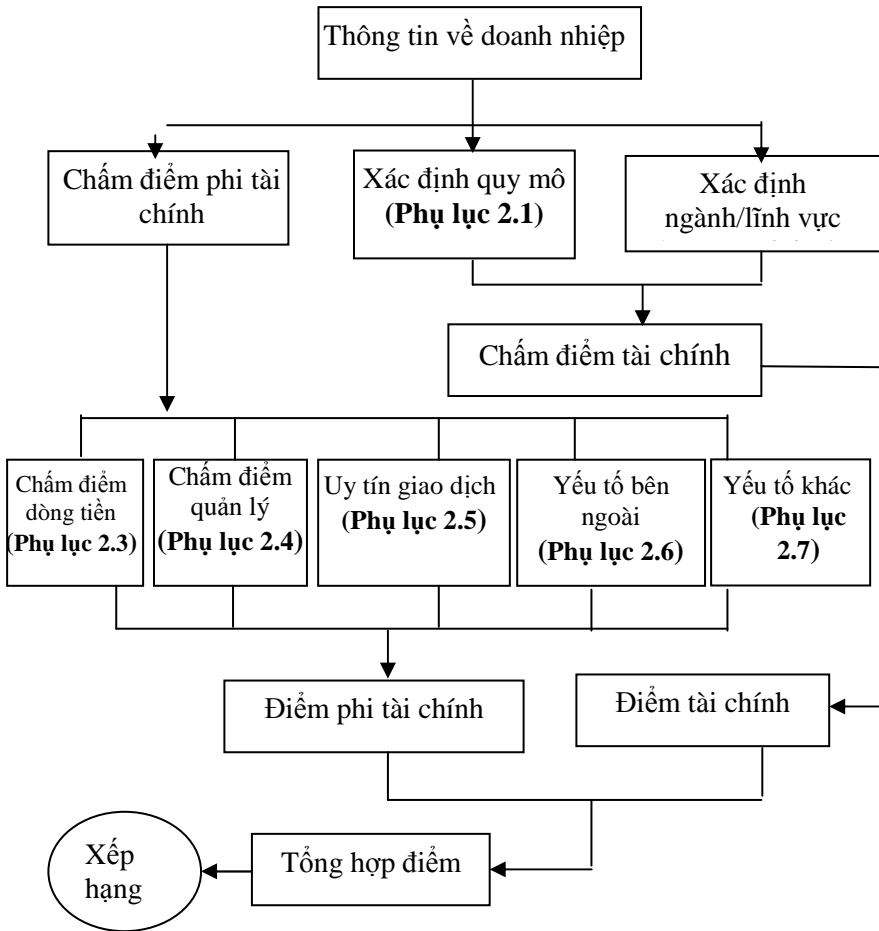 Thông tin về doanh nhiệp
Chấm điểm phi tài
chính
Xác định quy mô
(Phụ lục 2.1)
Xác định
ngành/lĩnh vực
Chấm điểm tài chính
Chấm điểm
dòng tiền
(Phụ lục 2.3)
Chấm điểm
quản lý
(Phụ lục 2.4)
Uy tín giao dịch
(Phụ lục 2.5)
Yếu tố bên
ngoài
(Phụ lục 2.6)
Yếu tố khác
(Phụ lục
2.7)
Điểm phi tài chính
Điểm tài chính
Xếp
hạng
Tổng hợp điểm